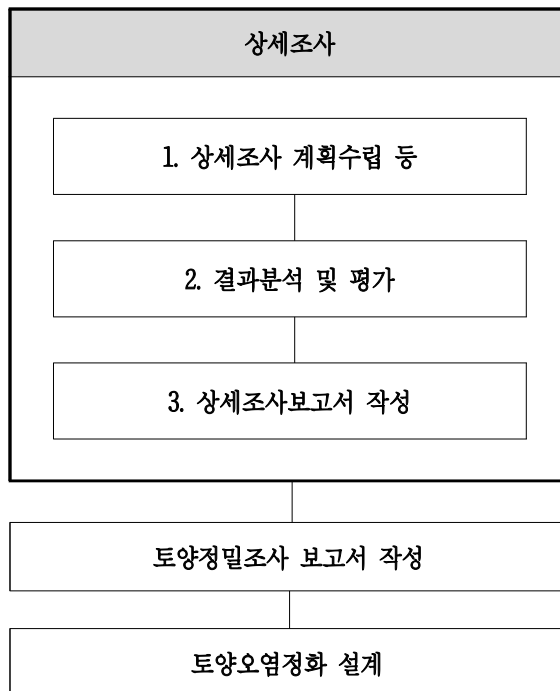 상세조사
1. 상세조사 계획수립 등
2. 결과분석 및 평가
3. 상세조사보고서 작성
토양정밀조사 보고서 작성
토양오염정화 설계